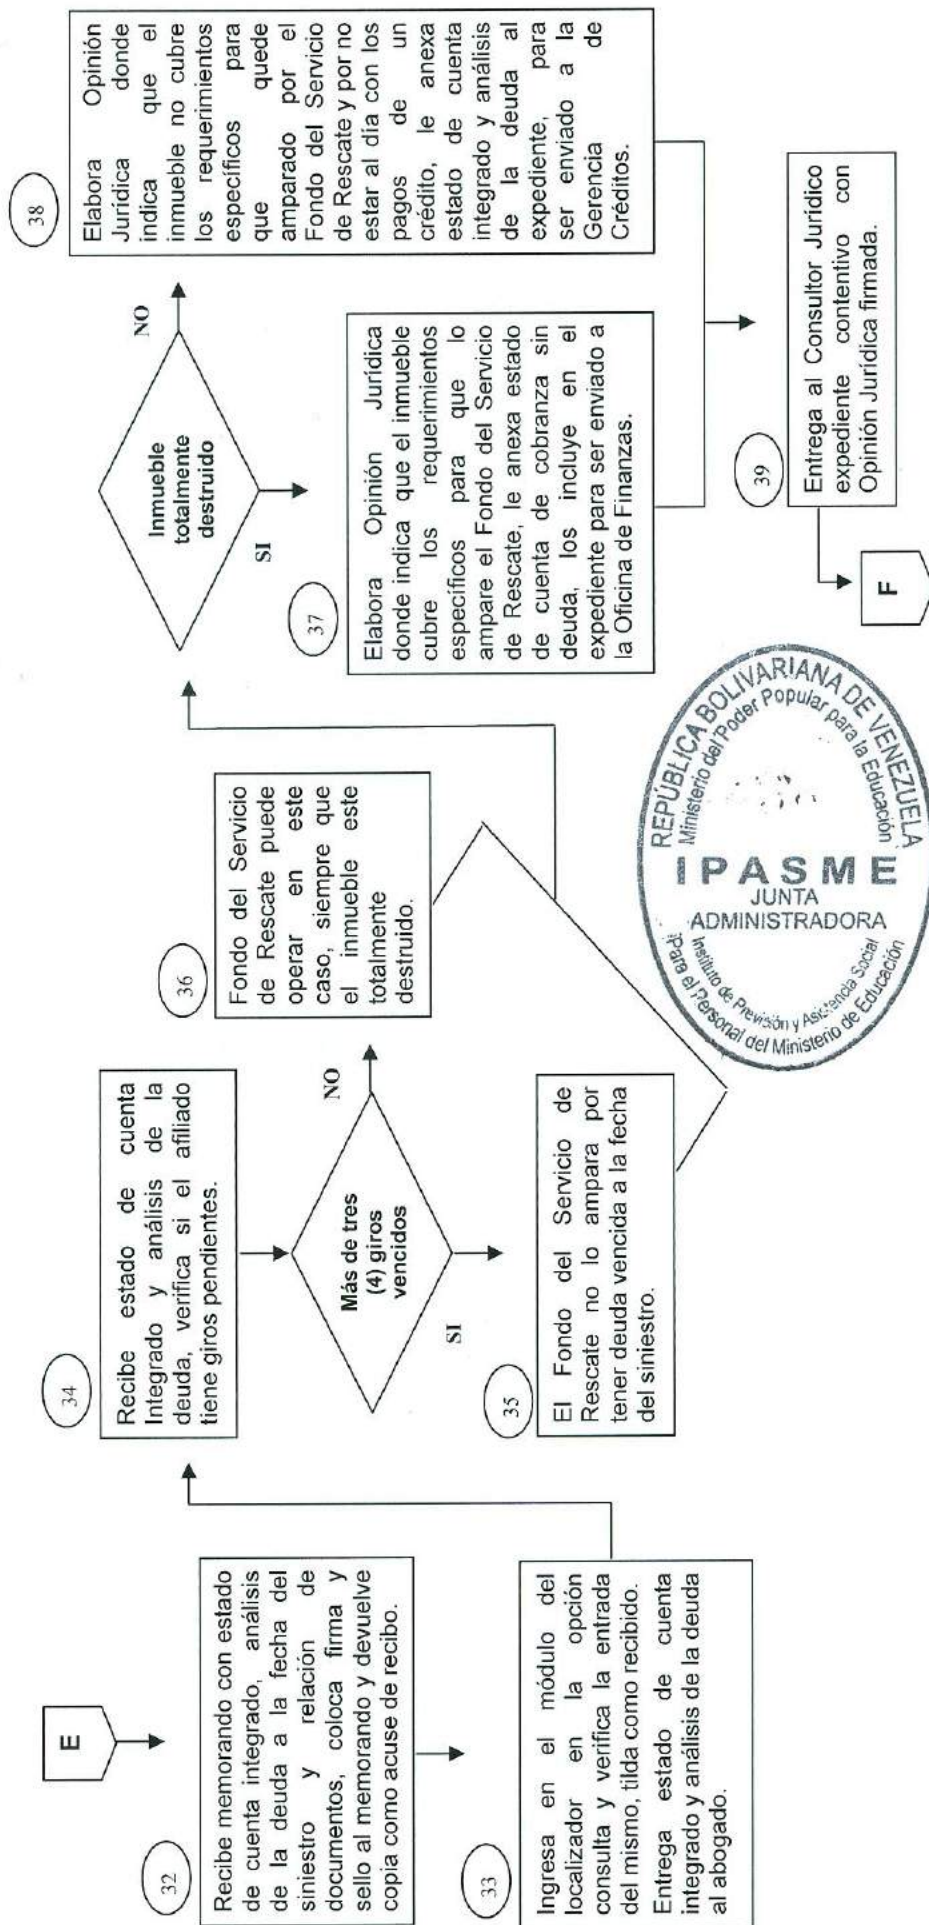 E
32
Recibe memorando con estado
de cuenta integrado, análisis
de la deuda a la fecha del
siniestro y relación de
documentos, coloca firma y
sello al memorando y devuelve
copia como acuse de recibo.
33
Ingresa en el módulo del
localizador en la opción
consulta y verifica la entrada
del mismo, tilda como recibido.
Entrega estado de cuenta
integrado y análisis de la deuda
al abogado.
34
Recibe estado de cuenta
Integrado y análisis de la
deuda, verifica si el afiliado
tiene giros pendientes.
Más de tres
(4) giros
vencidos
NO
SI
35
El Fondo del Servicio de
Rescate no lo ampara por
tener deuda vencida a la fecha
del siniestro.
36
Fondo del Servicio
de Rescate puede
operar en este
caso, siempre que
el inmueble este
totalmente
destruido.
Inmueble
totalmente
destruido
NO
SI
37
Elabora Opinión Jurídica
donde indica que el inmueble
cubre los requerimientos
específicos para que lo
ampare el Fondo del Servicio
de Rescate, le anexa estado
de cuenta de cobranza sin
deuda, los incluye en el
expediente para ser enviado a
la Oficina de Finanzas.
38
Elabora Opinión
Jurídica donde
indica que el
inmueble no cubre
los requerimientos
específicos para
que quede
amparado por el
Fondo del Servicio
de Rescate y por no
estar al día con los
pagos de un
crédito, le anexa
estado de cuenta
integrado y análisis
de la deuda al
expediente, para
ser enviado a la
Gerencia de
Créditos.
39
Entrega al Consultor Jurídico
expediente contentivo con
Opinión Jurídica firmada.
F
REPÚBLICA BOLIVARIANA DE VENEZUELA
Ministerio del Poder Popular para la Educación
IPASME
JUNTA
ADMINISTRADORA
Instituto de Previsión y Asistencia Social
Para el Personal del Ministerio de Educación